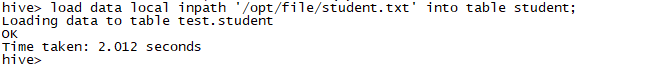 hive> load data local inpath '/opt/file/student.txt' into table student;
Loading data to table test.student
OK
Time taken: 2.012 seconds
hive>